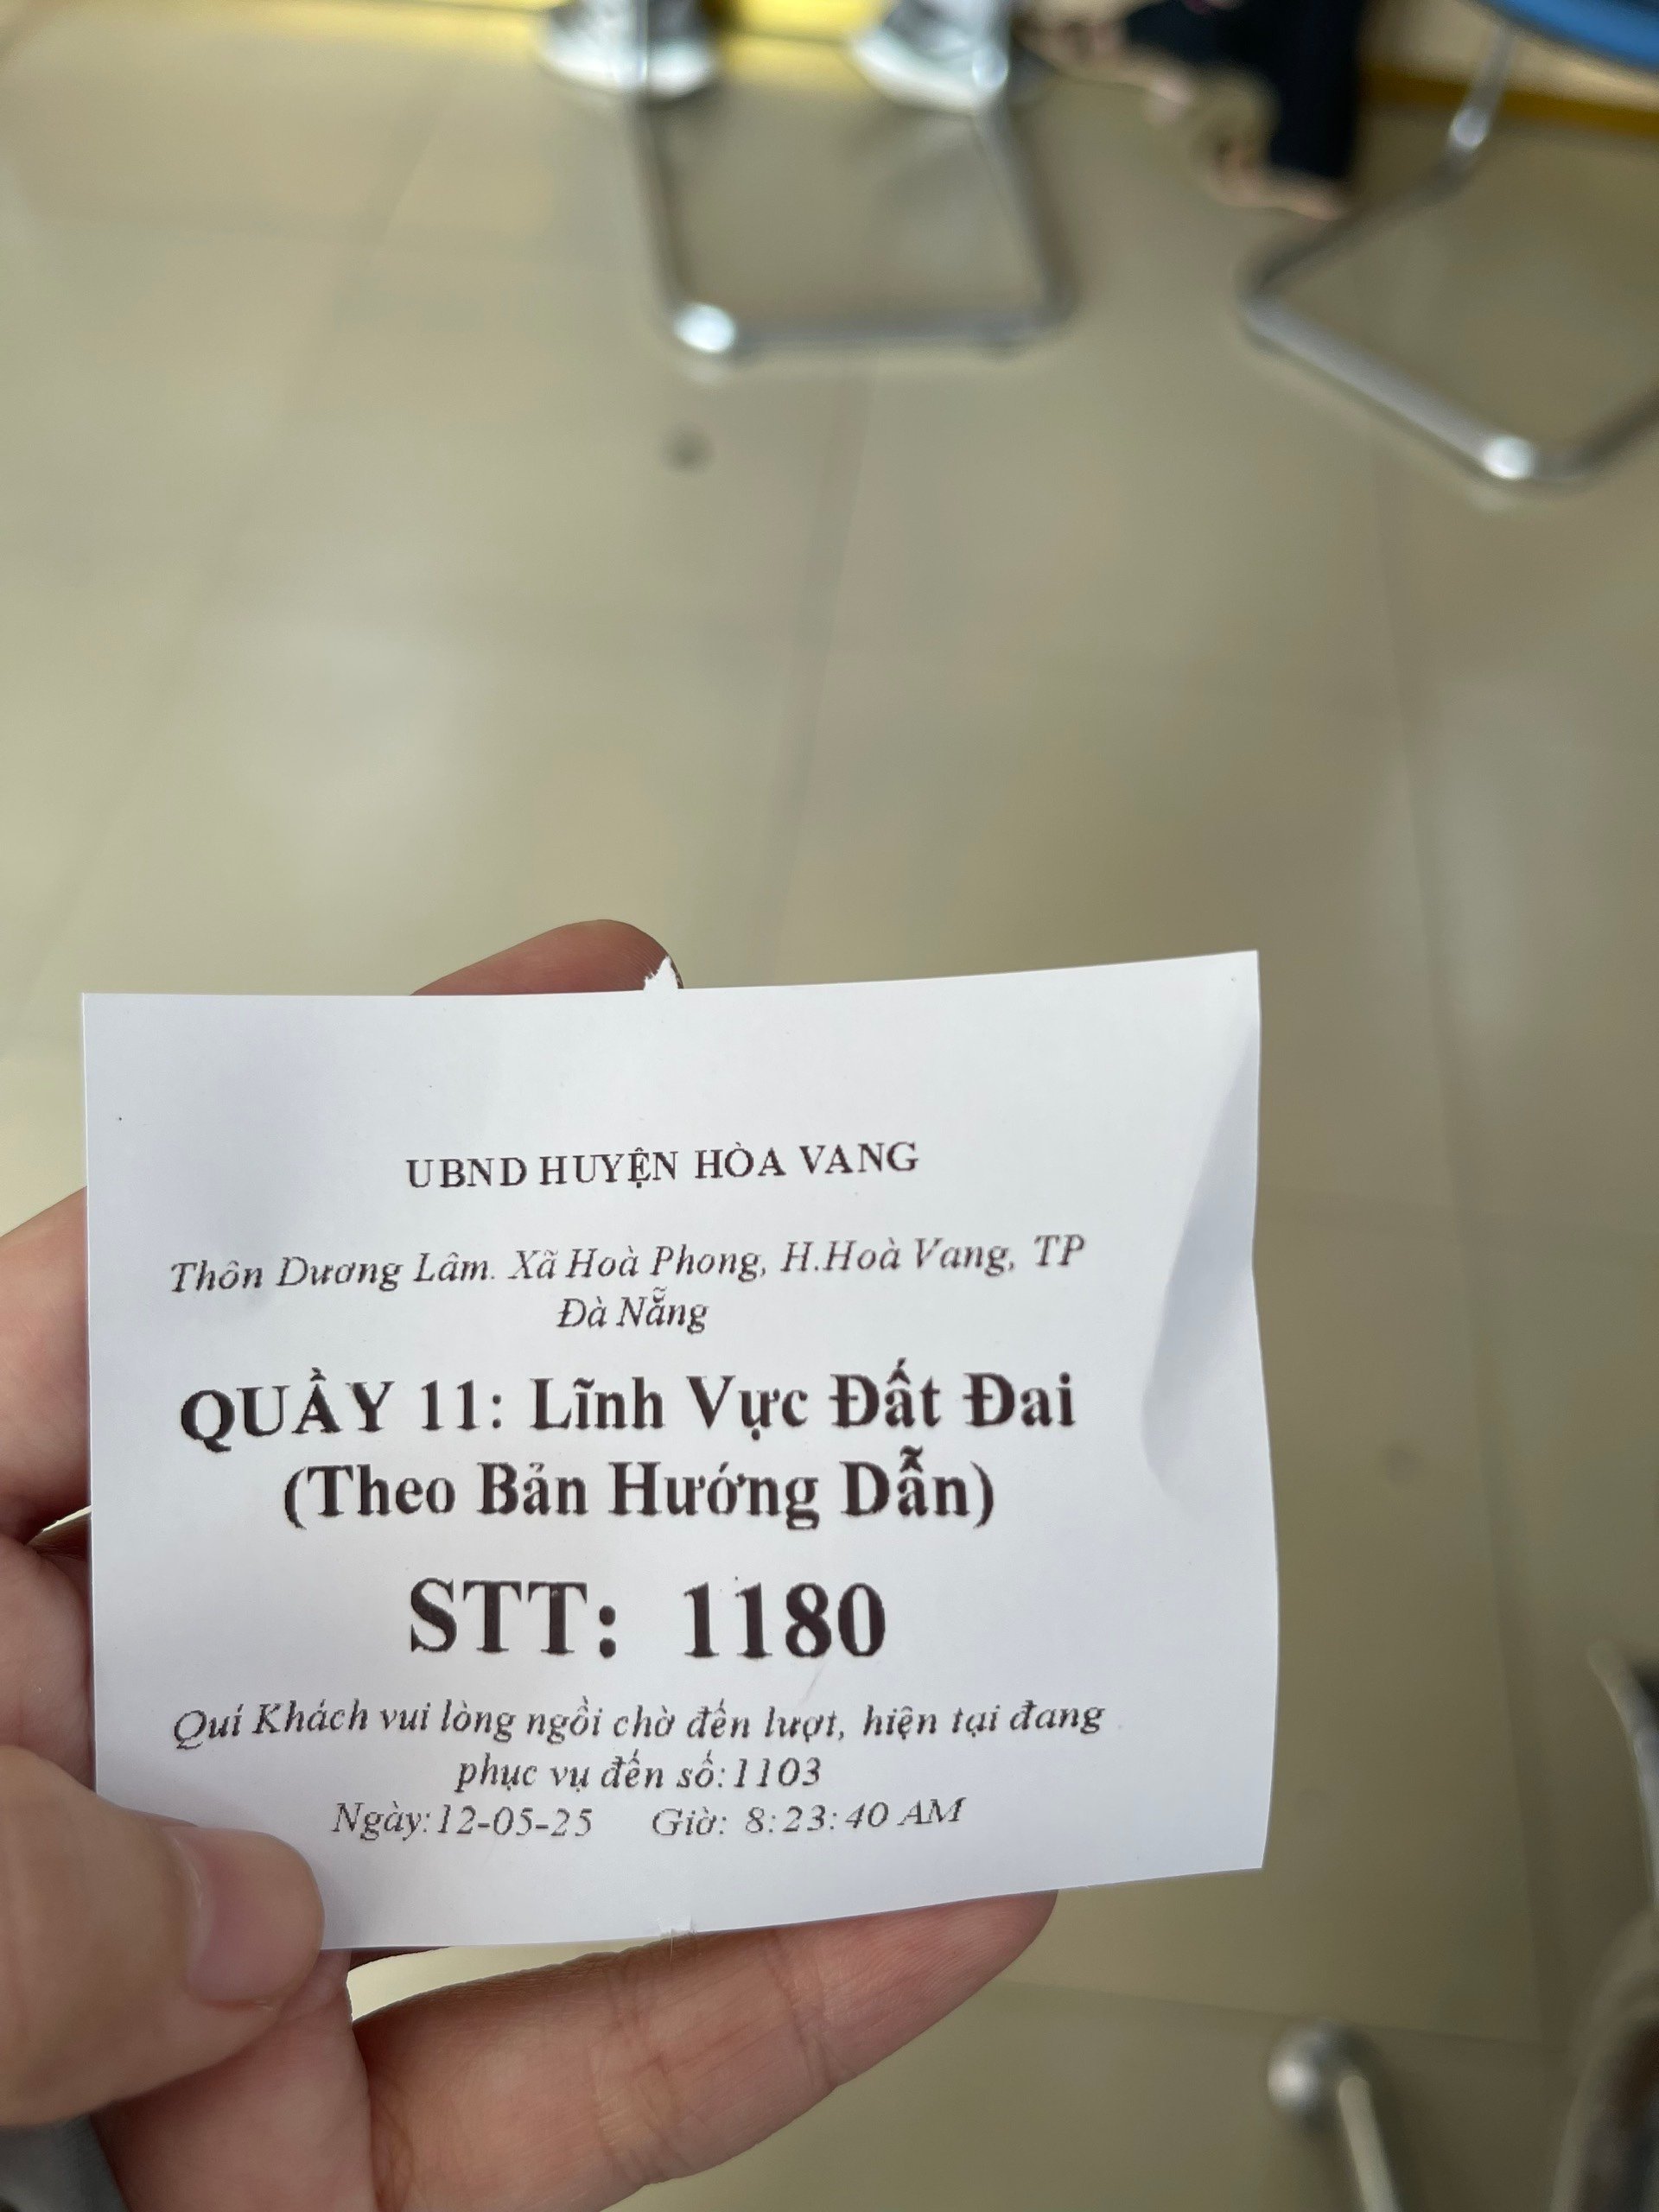 UBND HUYỆN HÒA VANG
Thôn Dương Lâm. Xã Hoà Phong, H.Hoà Vang, TP
Đà Nẵng
QUẦY 11: Lĩnh Vực Đất Đai
(Theo Bản Hướng Dẫn)
STT: 1180
Quí Khách vui lòng ngồi chờ đến lượt, hiện tại đang
phục vụ đến số:1103
Ngày:12-05-25 Giờ: 8:23:40 AM